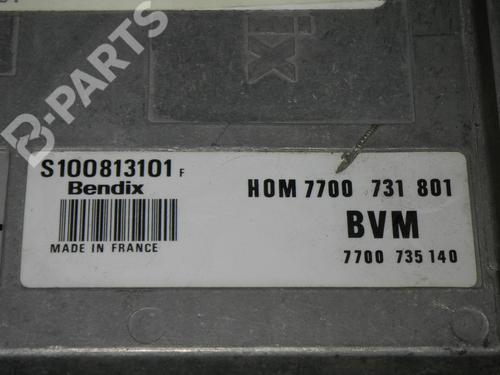 B-PARTS
S100813101 F
Bendix
MADE IN FRANCE
HOM 7700 731 801
BVM
7700 735 140